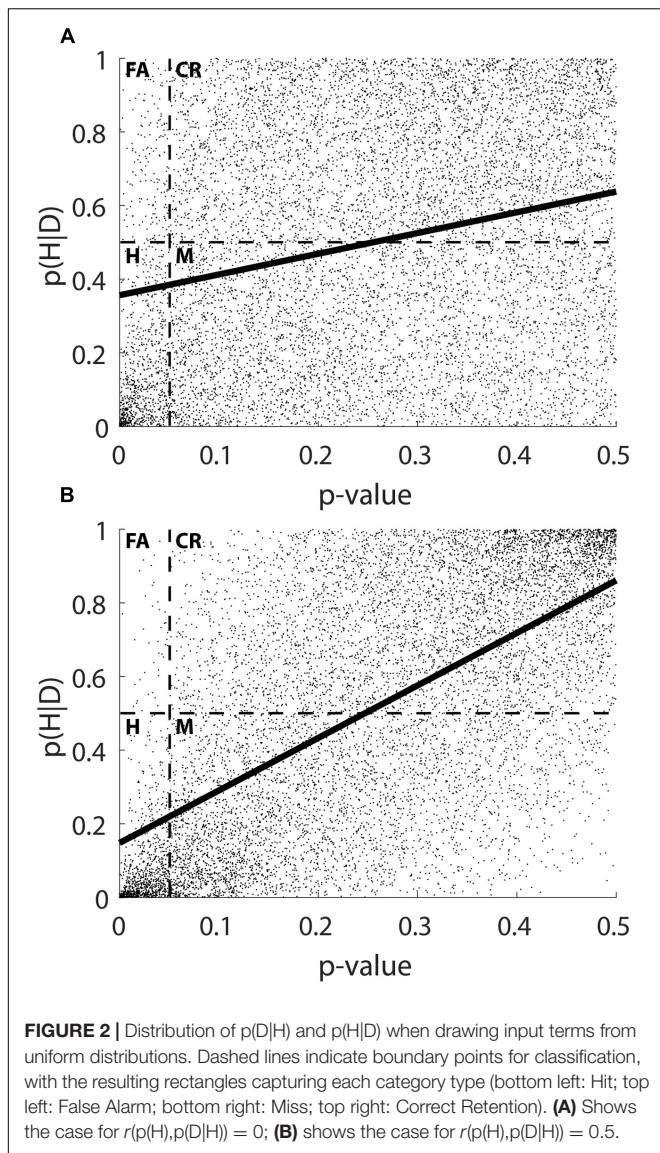 A
1
FA CR
0.8
0.6
p(H|D)
H M
0.4
0.2
0
0 0.1 0.2 0.3 0.4 0.5
p-value
B
1
FA CR
0.8
0.6
p(H|D)
H M
0.4
0.2
0
0 0.1 0.2 0.3 0.4 0.5
p-value
FIGURE 2 | Distribution of p(D|H) and p(H|D) when drawing input terms from
uniform distributions. Dashed lines indicate boundary points for classification,
with the resulting rectangles capturing each category type (bottom left: Hit; top
left: False Alarm; bottom right: Miss; top right: Correct Retention). (A) Shows
the case for r(p(H),p(D|H)) = 0; (B) shows the case for r(p(H),p(D|H)) = 0.5.